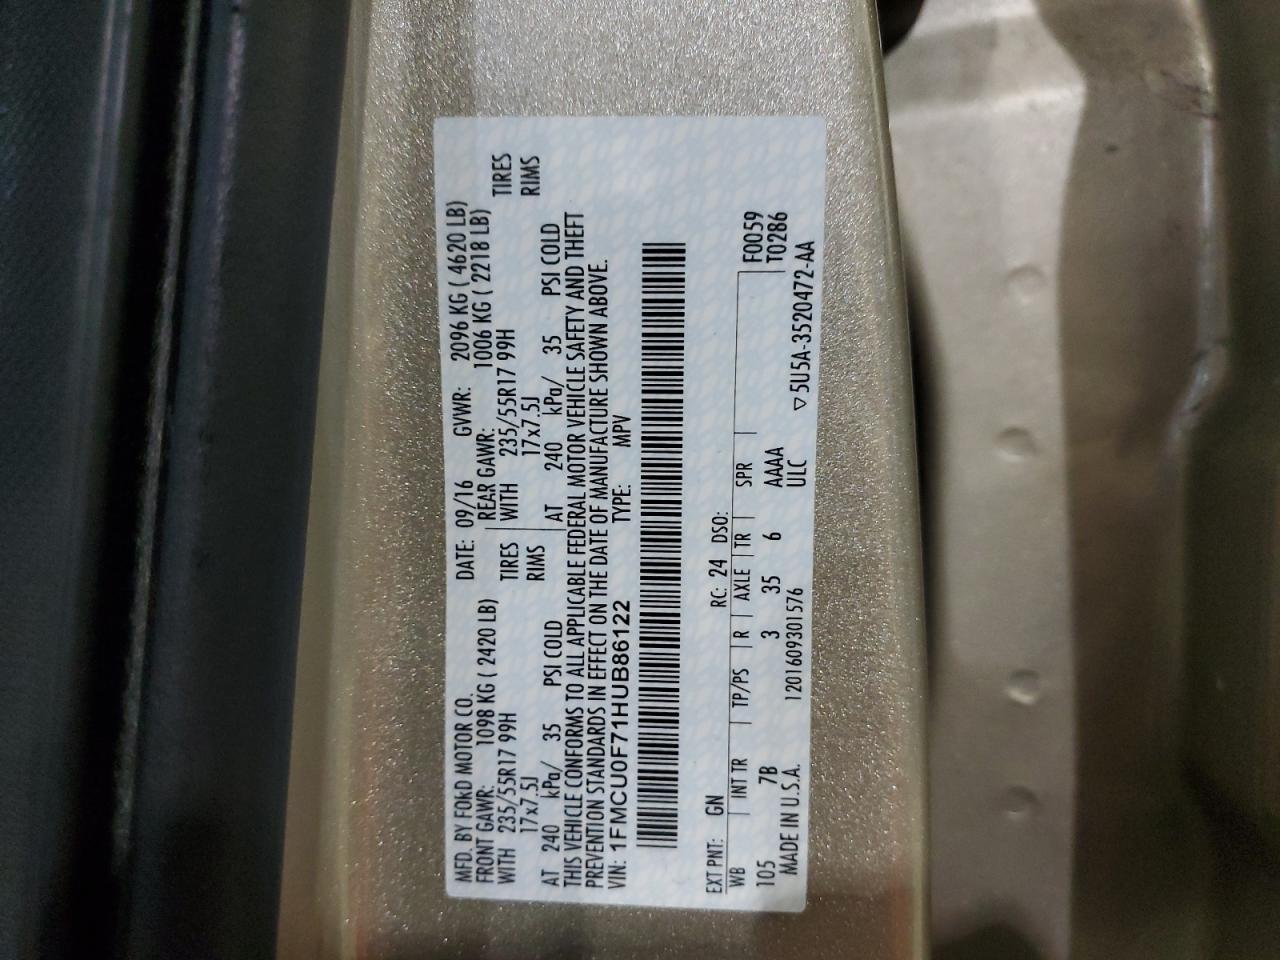 MFD. BY FORD MOTOR CO. DATE: 09/16 GVWR: 2096 KG ( 4620 LB)
FRONT GAWR: 1098 KG ( 2420 LB) REAR GAWR: 1006 KG ( 2218 LB)
WITH 235/55R17 99H TIRES WITH 235/55R17 99H TIRES
17x7.5J RIMS 17x7.5J RIMS
AT 240 kPa/ 35 PSI COLD AT 240 kPa/ 35 PSI COLD
THIS VEHICLE CONFORMS TO ALL APPLICABLE FEDERAL MOTOR VEHICLE SAFETY AND THEFT
PREVENTION STANDARDS IN EFFECT ON THE DATE OF MANUFACTURE SHOWN ABOVE.
VIN: 1FMCU0F71HUB86122 TYPE: MPV
EXT PNT: GN RC: 24 DSO: F0059
WB INT TR TP/PS R AXLE TR SPR T0286
105 7B 3 35 6 AAAA
MADE IN U.S.A. 1201609301576 ULC ▽5U5A-3520472-AA